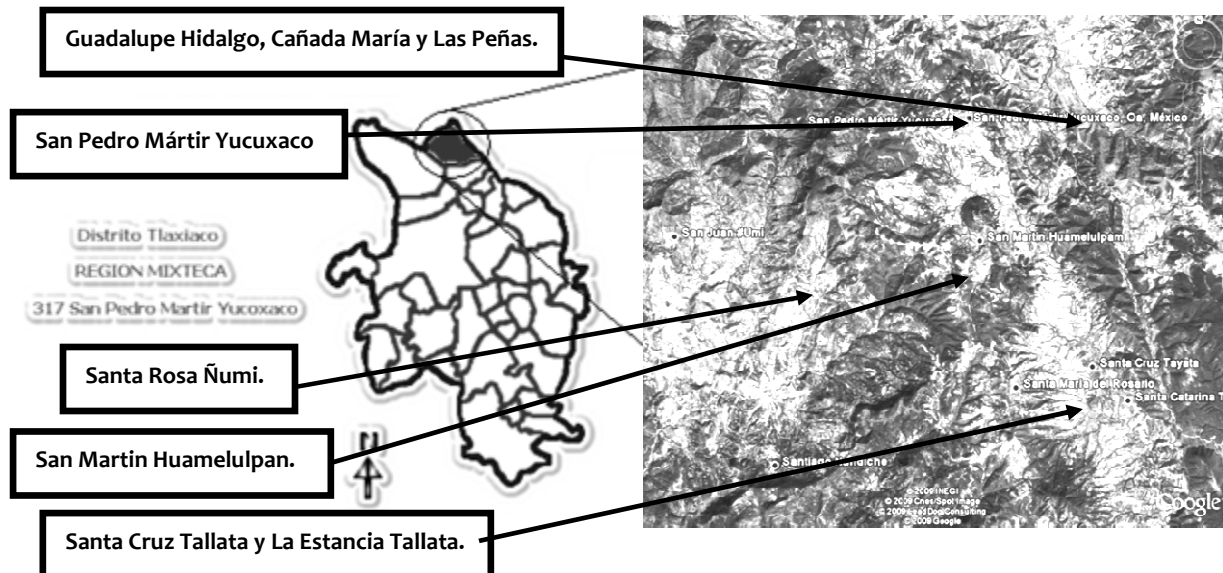 Guadalupe Hidalgo, Cañada María y Las Peñas.
San Pedro Mártir Yucuxaco
San Pedro Mártir Yucuxaco, Oa, México
Distrito Tlaxiaco
REGION MIXTECA
317 San Pedro Martir Yucoxaco
San Juan Ñumi
San Martin Huamelulpam
Santa Rosa Ñumi.
Santa Cruz Tayata
Santa María del Rosario
Santa Catarina T
San Martin Huamelulpan.
N
Santiago
© 2009 INEGI
© 2009 Cnes/Spot Image
© 2009 LeadDog Consulting
© 2009 Google
Google
Santa Cruz Tallata y La Estancia Tallata.